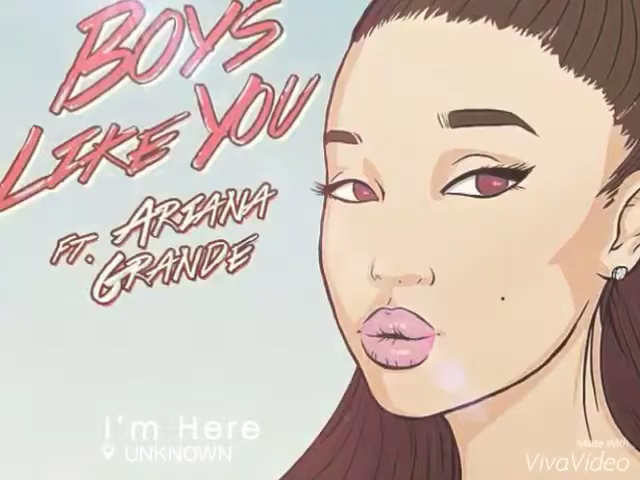 BOYS
LIKE YOU
FT. ARIANA
GRANDE
I'm Here
UNKNOWN
Made With
VivaVideo